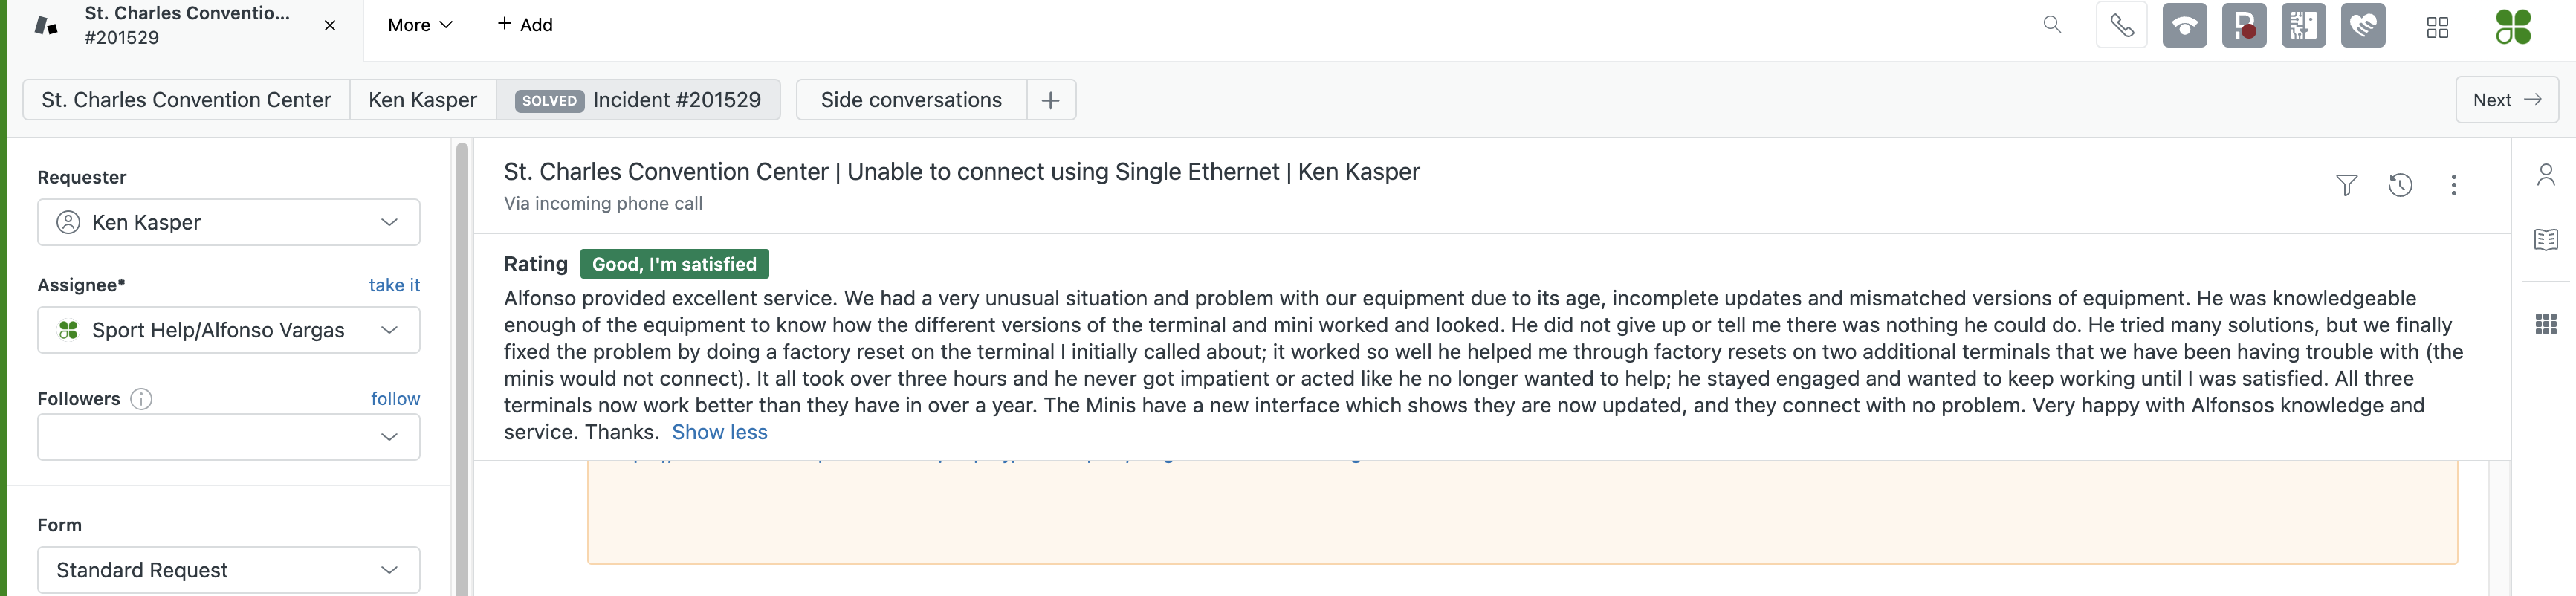 St. Charles Conventio...
#201529
More
+ Add
St. Charles Convention Center
Ken Kasper
SOLVED Incident #201529
Side conversations
Next
Requester
Ken Kasper
Assignee*
take it
Sport Help/Alfonso Vargas
Followers
follow
Form
Standard Request
St. Charles Convention Center | Unable to connect using Single Ethernet | Ken Kasper
Via incoming phone call
Rating Good, I'm satisfied
Alfonso provided excellent service. We had a very unusual situation and problem with our equipment due to its age, incomplete updates and mismatched versions of equipment. He was knowledgeable
enough of the equipment to know how the different versions of the terminal and mini worked and looked. He did not give up or tell me there was nothing he could do. He tried many solutions, but we finally
fixed the problem by doing a factory reset on the terminal I initially called about; it worked so well he helped me through factory resets on two additional terminals that we have been having trouble with (the
minis would not connect). It all took over three hours and he never got impatient or acted like he no longer wanted to help; he stayed engaged and wanted to keep working until I was satisfied. All three
terminals now work better than they have in over a year. The Minis have a new interface which shows they are now updated, and they connect with no problem. Very happy with Alfonsos knowledge and
service. Thanks. Show less